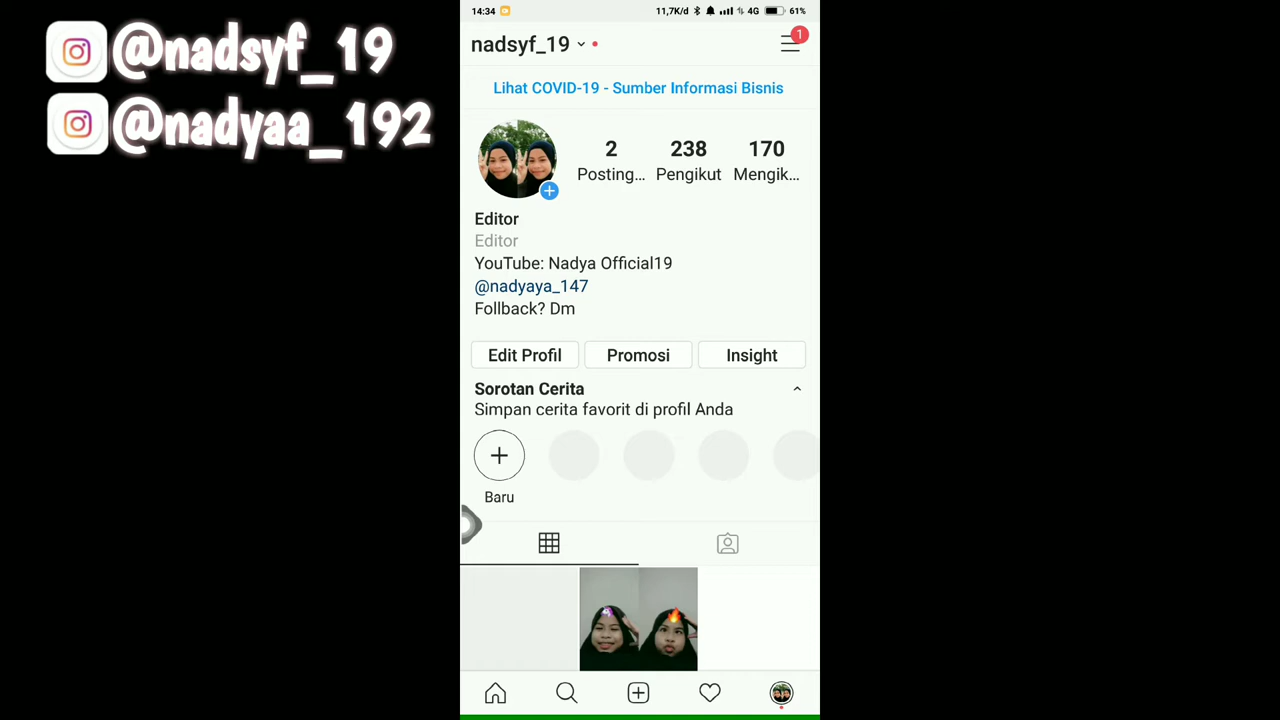 @nadsyf_19
@nadyaa_192
14:34
11,7K/d
4G
61%
nadsyf_19
1
Lihat COVID-19 - Sumber Informasi Bisnis
2
238
170
Posting...
Pengikut
Mengik...
Editor
Editor
YouTube: Nadya Official19
@nadyaya_147
Follback? Dm
Edit Profil
Promosi
Insight
Sorotan Cerita
Simpan cerita favorit di profil Anda
Baru